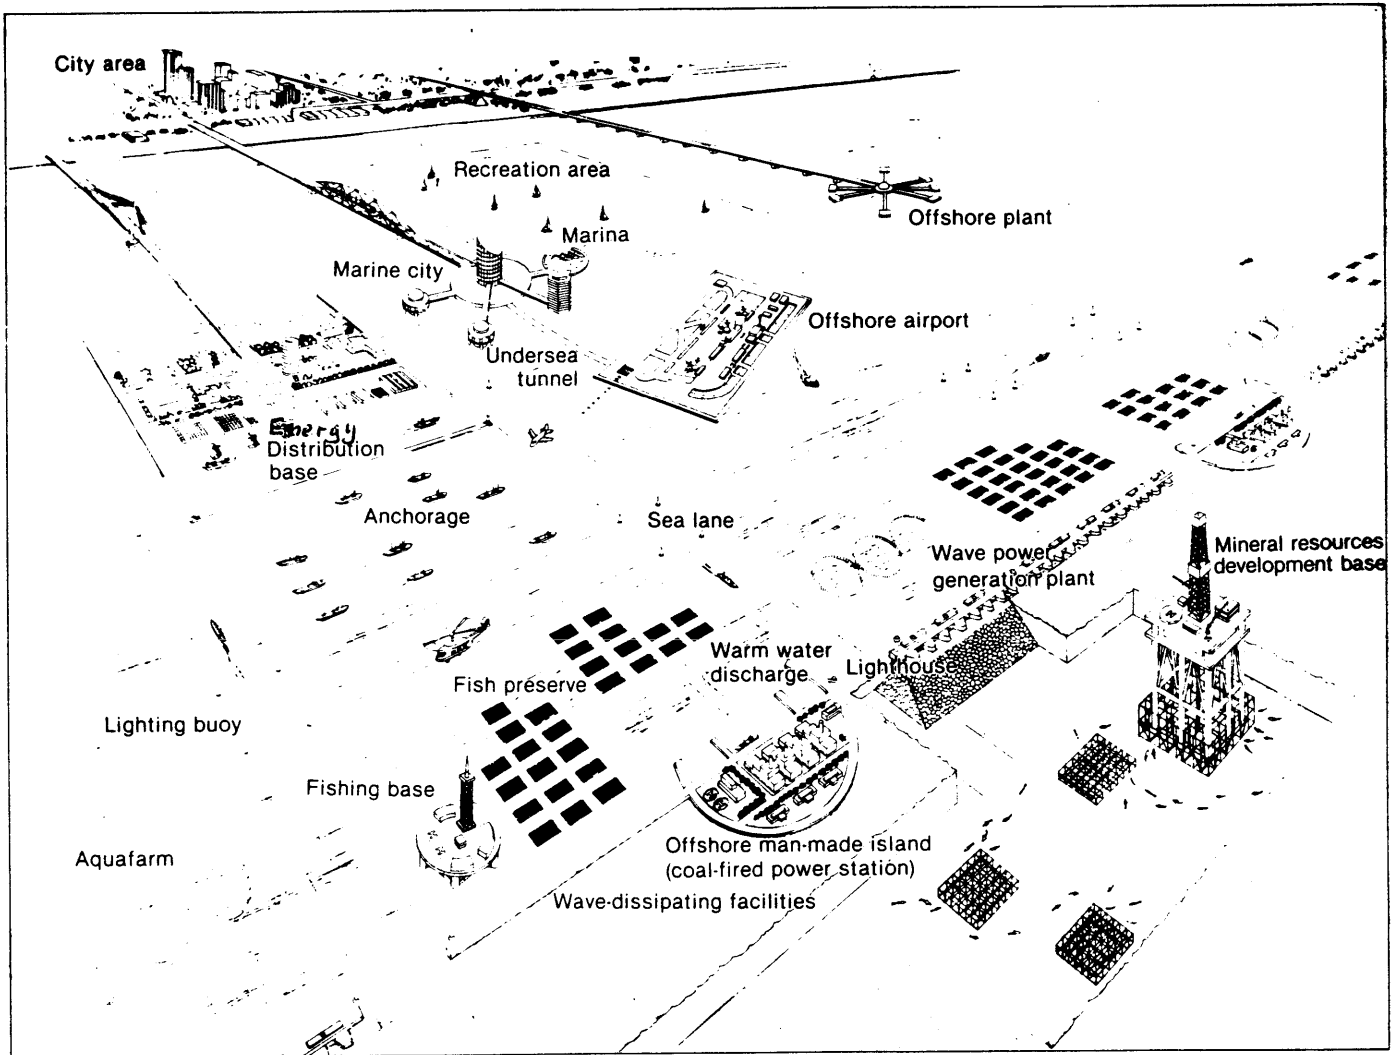 City area
Recreation area
Offshore plant
Marina
Marine city
Offshore airport
Undersea
tunnel
Energy
Distribution
base
Anchorage
Sea lane
Wave power
generation plant
Mineral resources
development base
Warm water
discharge
Lighthouse
Fish preserve
Lighting buoy
Fishing base
Offshore man-made island
(coal-fired power station)
Aquafarm
Wave-dissipating facilities